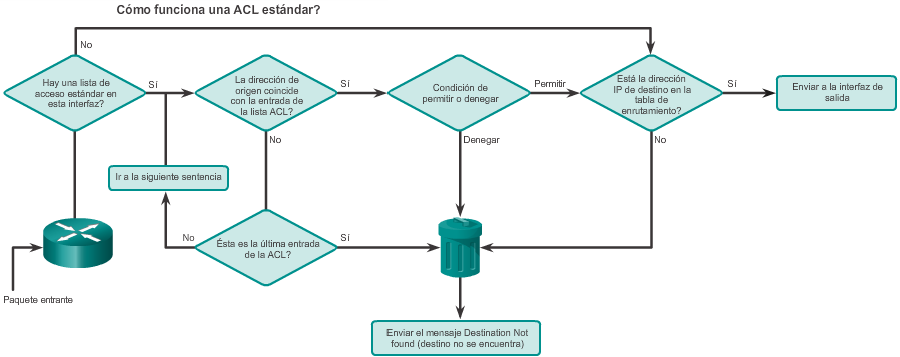 Cómo funciona una ACL estándar?
No
Hay una lista de
acceso estándar en
esta interfaz?
Sí
La dirección de
origen coincide
con la entrada de
la lista ACL?
Sí
Condición de
permitir o denegar
Permitir
Está la dirección
IP de destino en la
tabla de
enrutamiento?
Sí
Enviar a la interfaz de
salida
No
Denegar
No
Ir a la siguiente sentencia
No
Ésta es la última entrada
de la ACL?
Sí
Paquete entrante
Enviar el mensaje Destination Not
found (destino no se encuentra)